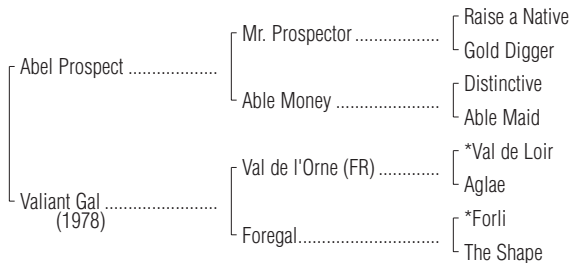 Raise a Native
Mr. Prospector ..................
Gold Digger
Abel Prospect ...................
Distinctive
Able Money ......................
Able Maid
*Val de Loir
Val de l'Orne (FR) .............
Aglae
Valiant Gal ........................
(1978)
*Forli
Foregal..............................
The Shape